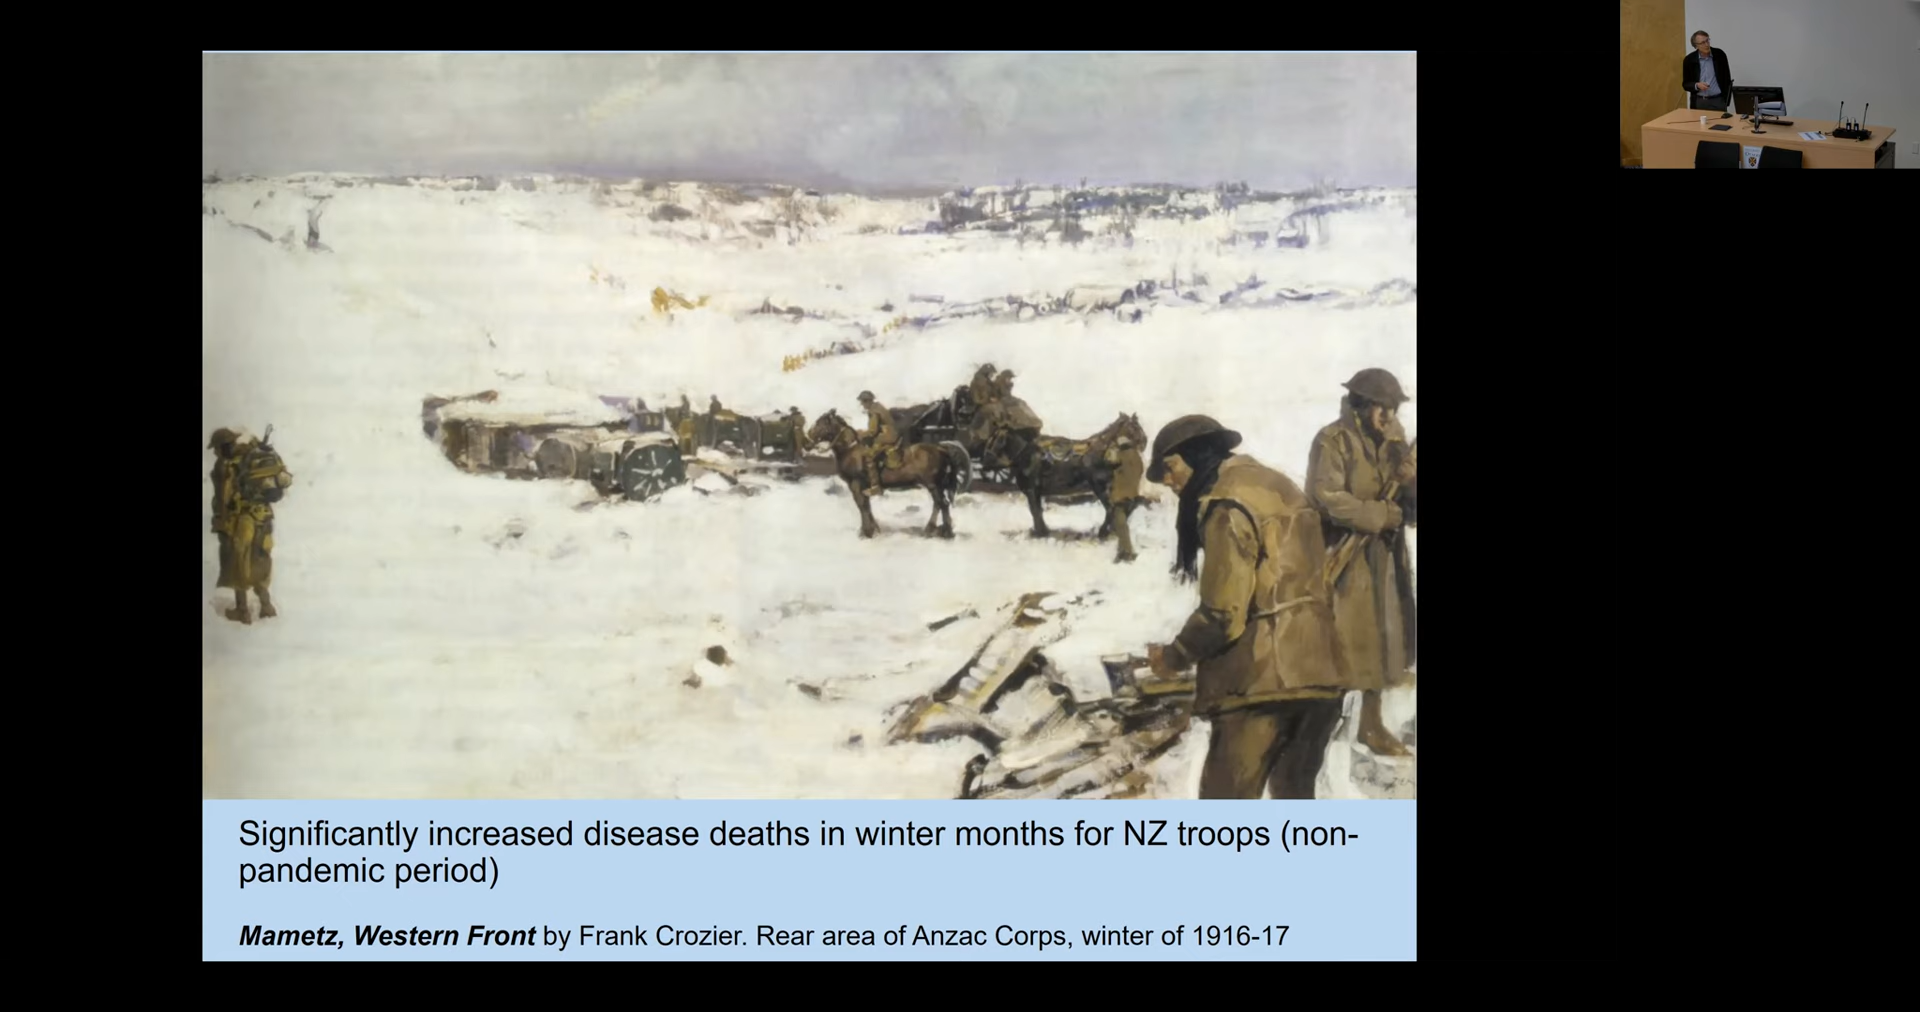 Significantly increased disease deaths in winter months for NZ troops (non-
pandemic period)
Mametz, Western Front by Frank Crozier. Rear area of Anzac Corps, winter of 1916-17